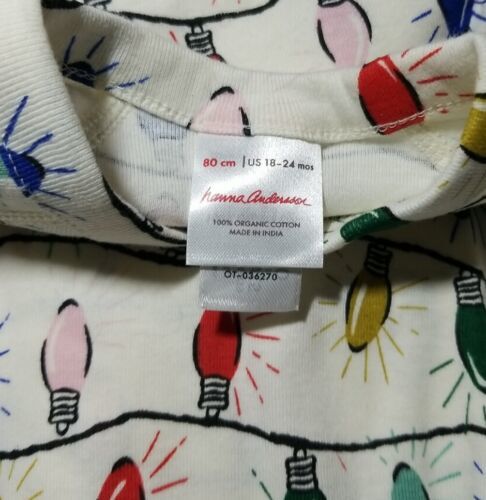 80 cm | US 18-24 mos
hanna andersson
100% ORGANIC COTTON
MADE IN INDIA
OT-036270